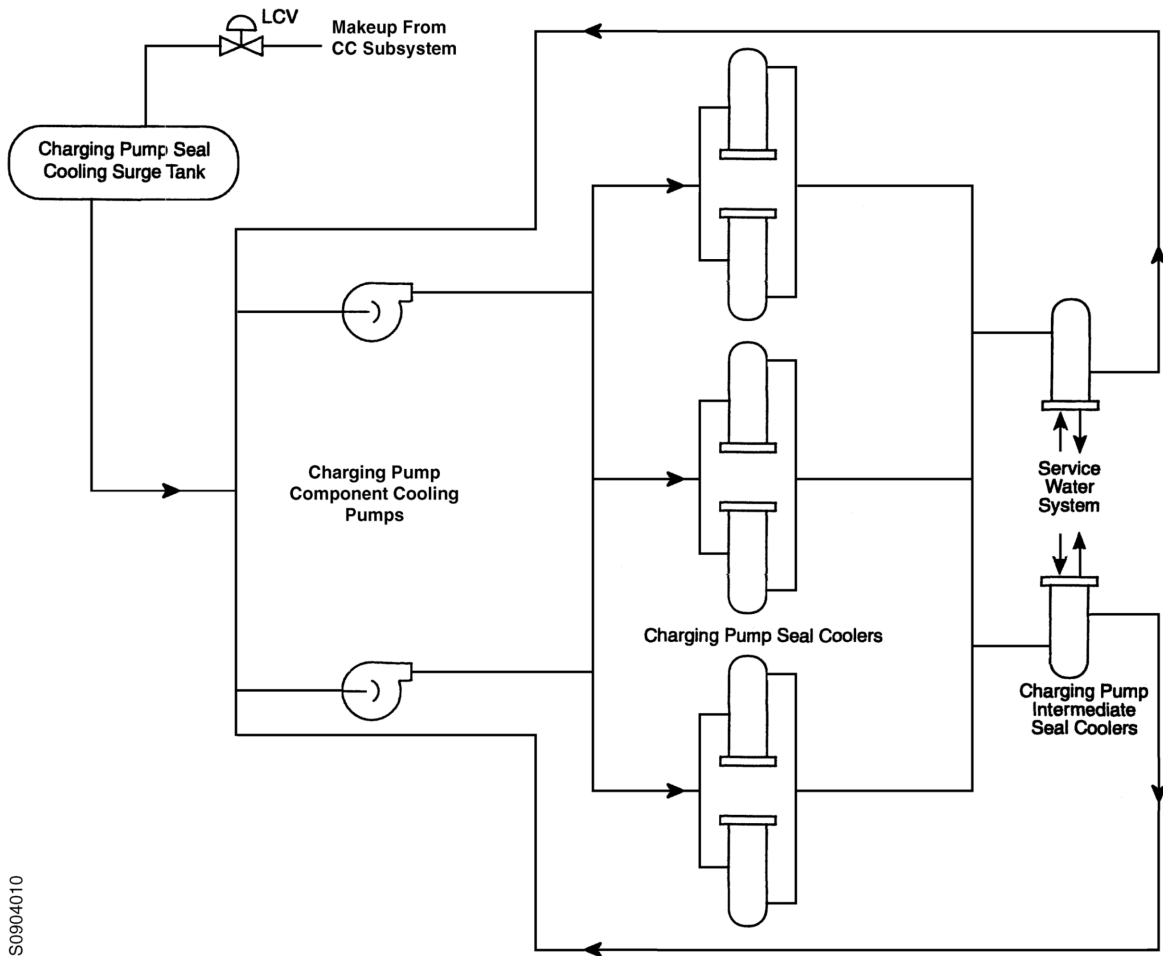 LCV
Makeup From
CC Subsystem
Charging Pump Seal
Cooling Surge Tank
Charging Pump
Component Cooling
Pumps
Service
Water
System
Charging Pump Seal Coolers
Charging Pump
Intermediate
Seal Coolers
S0904010